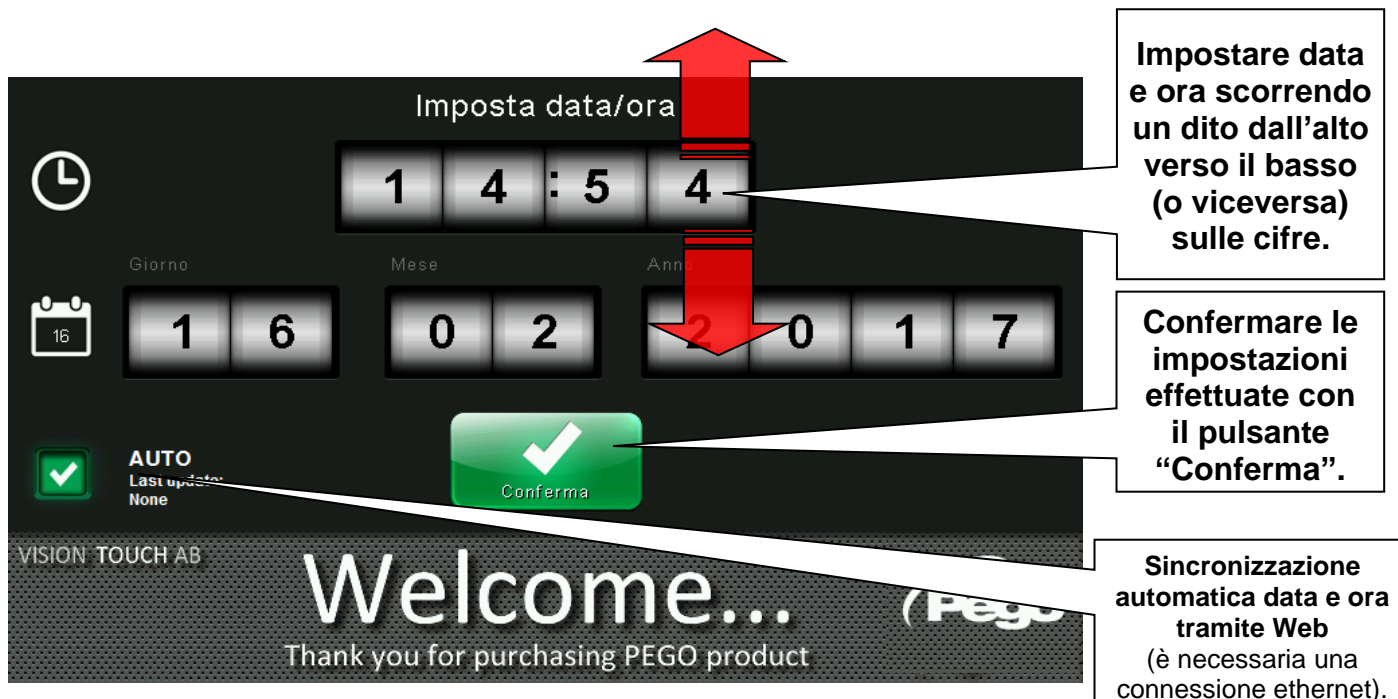 Imposta data/ora
1 4 : 5 4
Giorno Mese Anno
16
1 6 0 2 2 0 1 7
AUTO
Last update:
None
Conferma
VISION TOUCH AB
Welcome...
Pego
Thank you for purchasing PEGO product
Impostare data
e ora scorrendo
un dito dall’alto
verso il basso
(o viceversa)
sulle cifre.
Confermare le
impostazioni
effettuate con
il pulsante
“Conferma”.
Sincronizzazione
automatica data e ora
tramite Web
(è necessaria una
connessione ethernet).